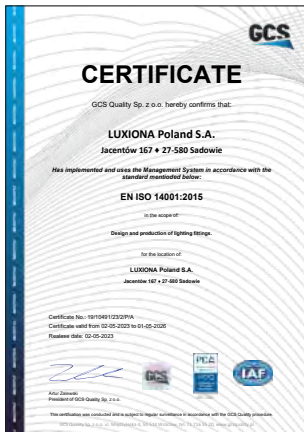 GCS
CERTIFICATE
GCS Quality Sp. z o.o. hereby confirms that:
LUXIONA Poland S.A.
Jacentów 167 ♦ 27-580 Sadowie
Has implemented and uses the Management System in accordance with the
standard mentioded below:
EN ISO 14001:2015
in the scope of:
Design and production of lighting fittings.
for the location of:
LUXIONA Poland S.A.
Jacentów 167 ♦ 27-580 Sadowie
Certificate No.: 19/10491/23/2/P/A
Certificate valid from 02-05-2023 to 01-05-2026
Realese date: 02-05-2023
GCS
PCA
IAF
Artur Zalewski
President of GCS Quality Sp. z o.o.
This certification was conducted and is subject to regular surveillance in accordance with the GCS Quality procedure.